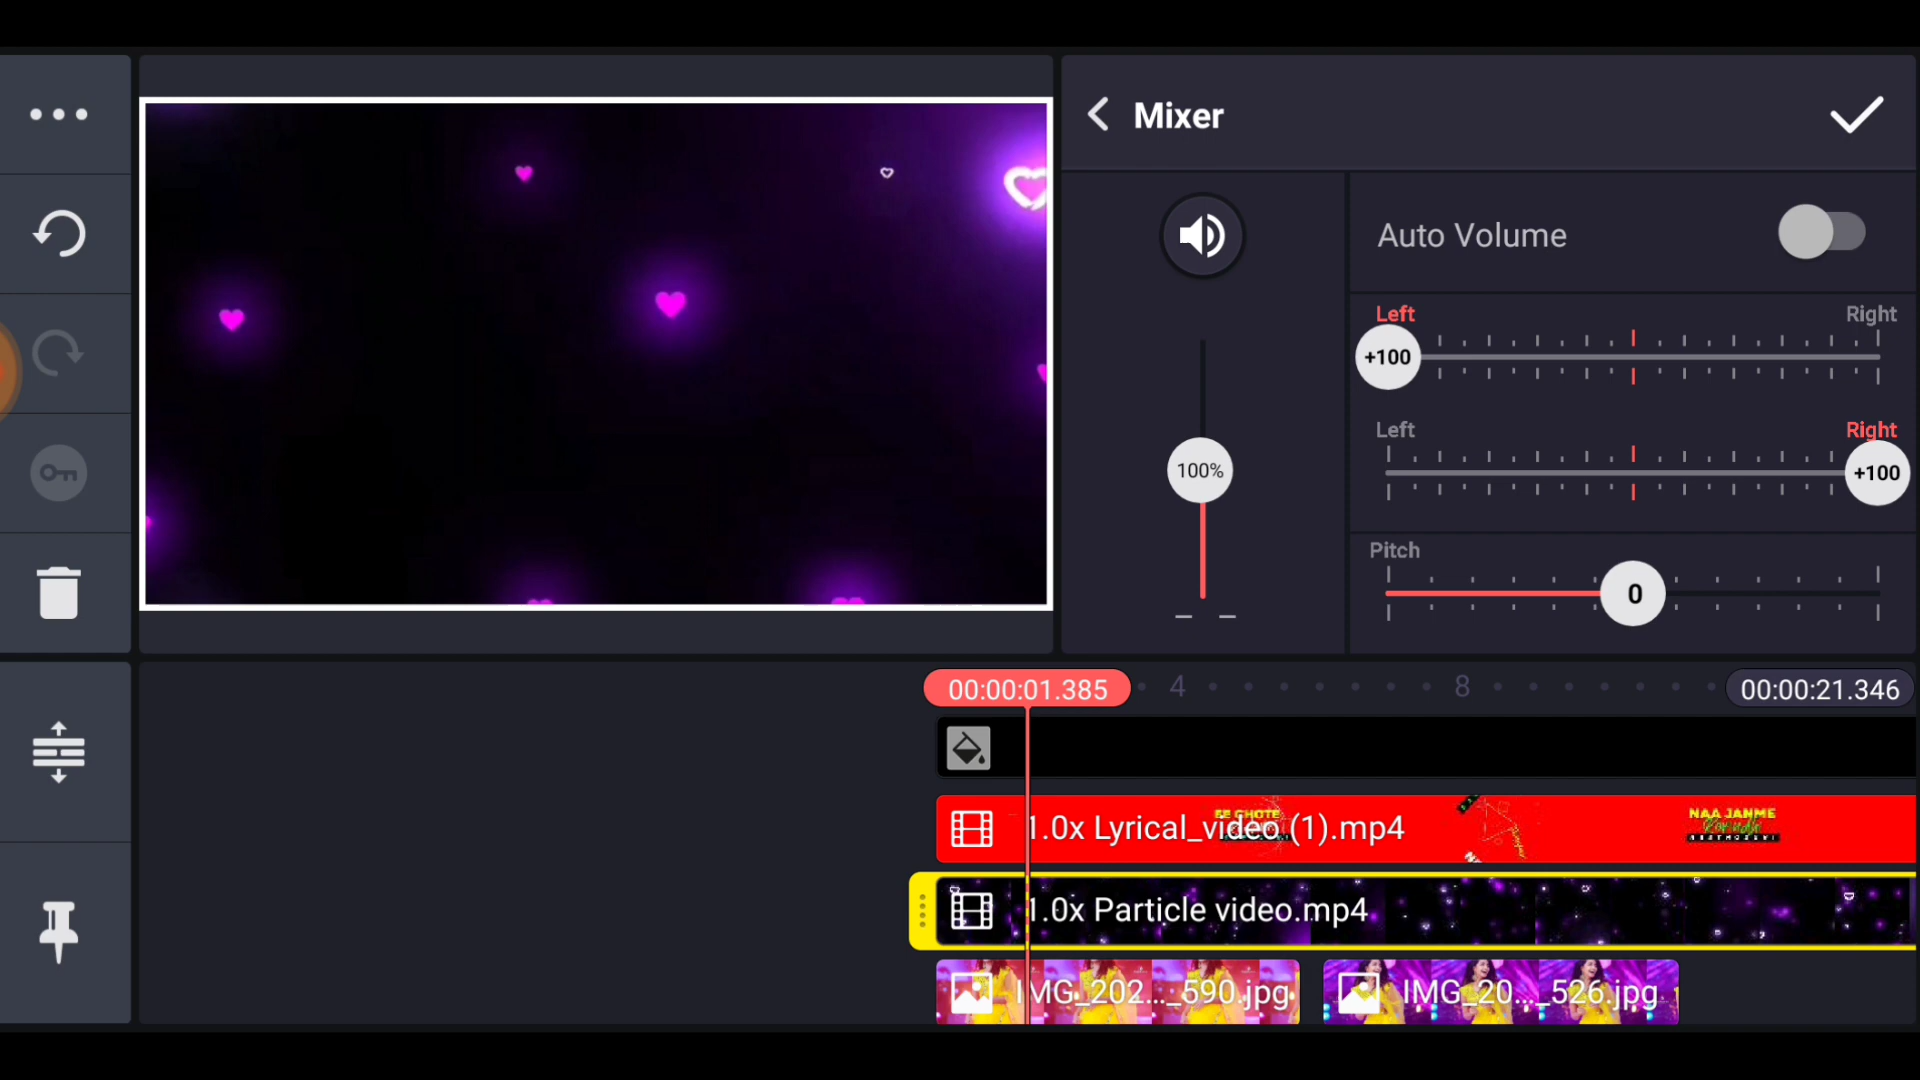 Mixer
Auto Volume
Left Right
+100
Left Right
+100
100%
Pitch
0
00:00:01.385 4 8 00:00:21.346
1.0x Lyrical_video (1).mp4
NAA JANME
1.0x Particle video.mp4
IMG_202..._590.jpg IMG_20..._526.jpg